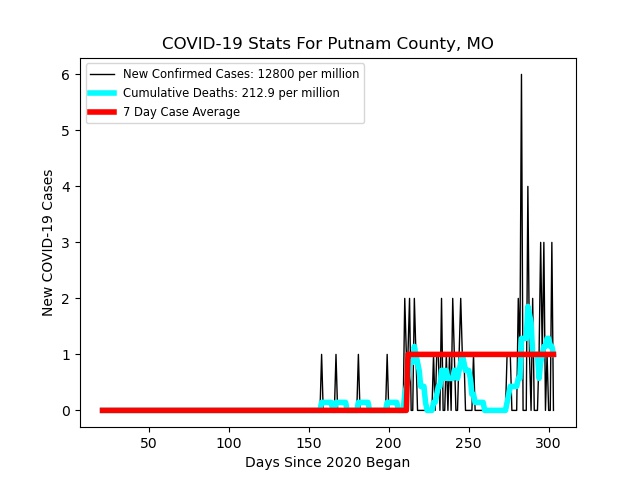 COVID-19 Stats For Putnam County, MO
New Confirmed Cases: 12800 per million
Cumulative Deaths: 212.9 per million
7 Day Case Average
New COVID-19 Cases
6
5
4
3
2
1
0
50 100 150 200 250 300
Days Since 2020 Began